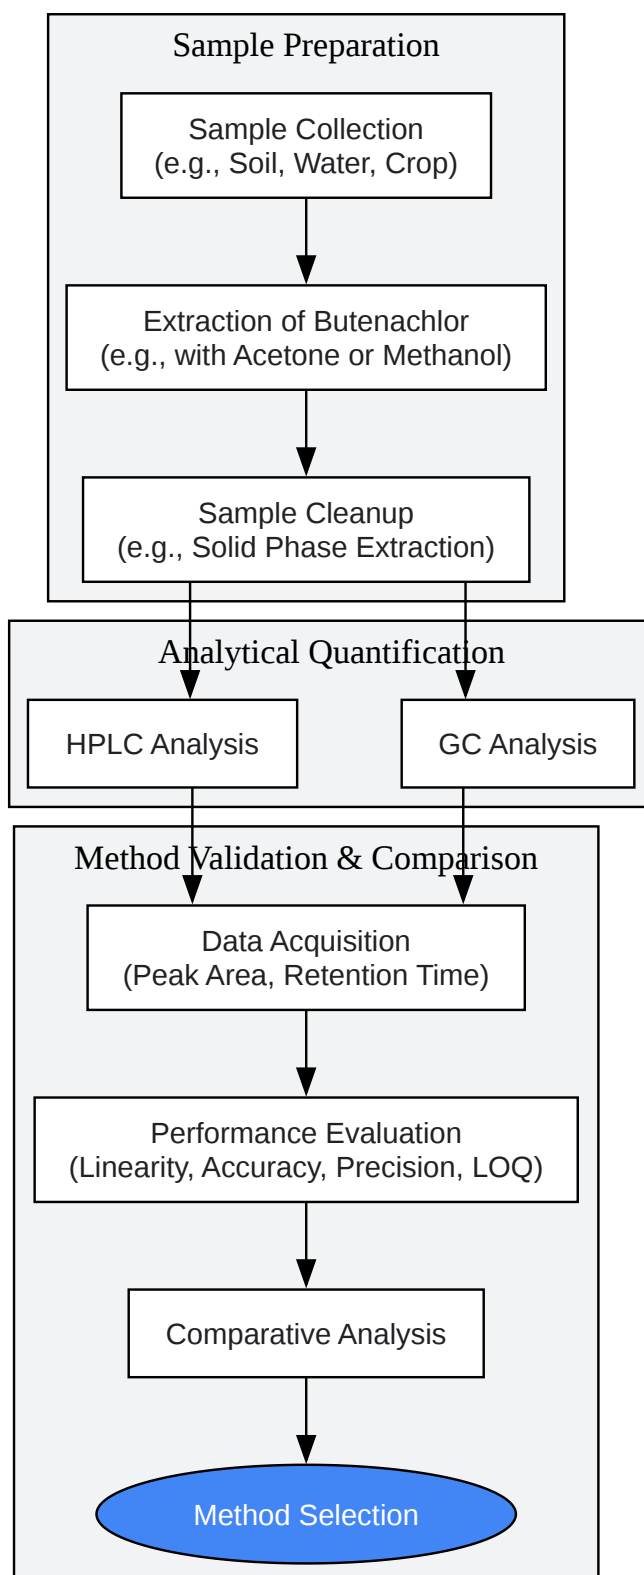 Sample Preparation
Sample Collection
(e.g., Soil, Water, Crop)
Extraction of Butenachlor
(e.g., with Acetone or Methanol)
Sample Cleanup
(e.g., Solid Phase Extraction)
Analytical Quantification
HPLC Analysis
GC Analysis
Method Validation & Comparison
Data Acquisition
(Peak Area, Retention Time)
Performance Evaluation
(Linearity, Accuracy, Precision, LOQ)
Comparative Analysis
Method Selection